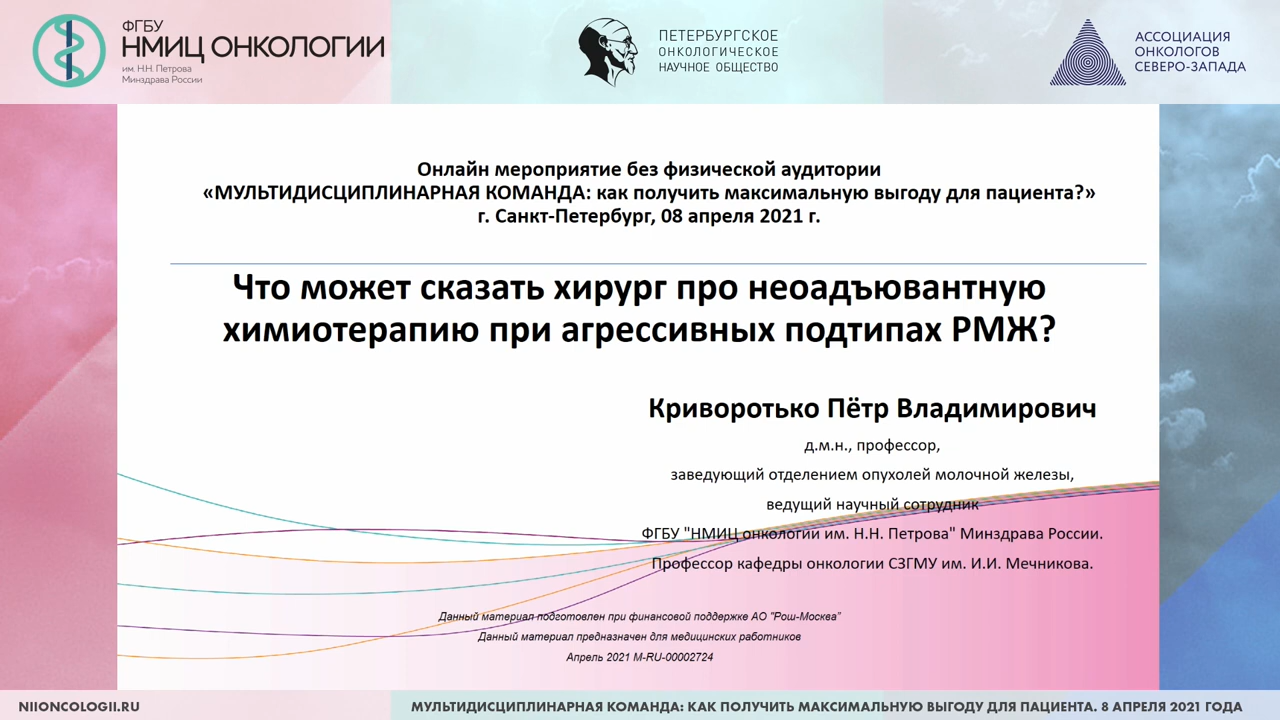 ФГБУ
НМИЦ ОНКОЛОГИИ
им. Н.Н. Петрова
Минздрава России
ПЕТЕРБУРГСКОЕ
ОНКОЛОГИЧЕСКОЕ
НАУЧНОЕ ОБЩЕСТВО
АССОЦИАЦИЯ
ОНКОЛОГОВ
СЕВЕРО-ЗАПАДА
Онлайн мероприятие без физической аудитории
«МУЛЬТИДИСЦИПЛИНАРНАЯ КОМАНДА: как получить максимальную выгоду для пациента?»
г. Санкт-Петербург, 08 апреля 2021 г.
Что может сказать хирург про неоадъювантную
химиотерапию при агрессивных подтипах РМЖ?
Криворотько Пётр Владимирович
д.м.н., профессор,
заведующий отделением опухолей молочной железы,
ведущий научный сотрудник
ФГБУ "НМИЦ онкологии им. Н.Н. Петрова" Минздрава России.
Профессор кафедры онкологии СЗГМУ им. И.И. Мечникова.
Данный материал подготовлен при финансовой поддержке АО "Рош-Москва"
Данный материал предназначен для медицинских работников
Апрель 2021 M-RU-00002724
NIIONCOLOGII.RU
МУЛЬТИДИСЦИПЛИНАРНАЯ КОМАНДА: КАК ПОЛУЧИТЬ МАКСИМАЛЬНУЮ ВЫГОДУ ДЛЯ ПАЦИЕНТА. 8 АПРЕЛЯ 2021 ГОДА